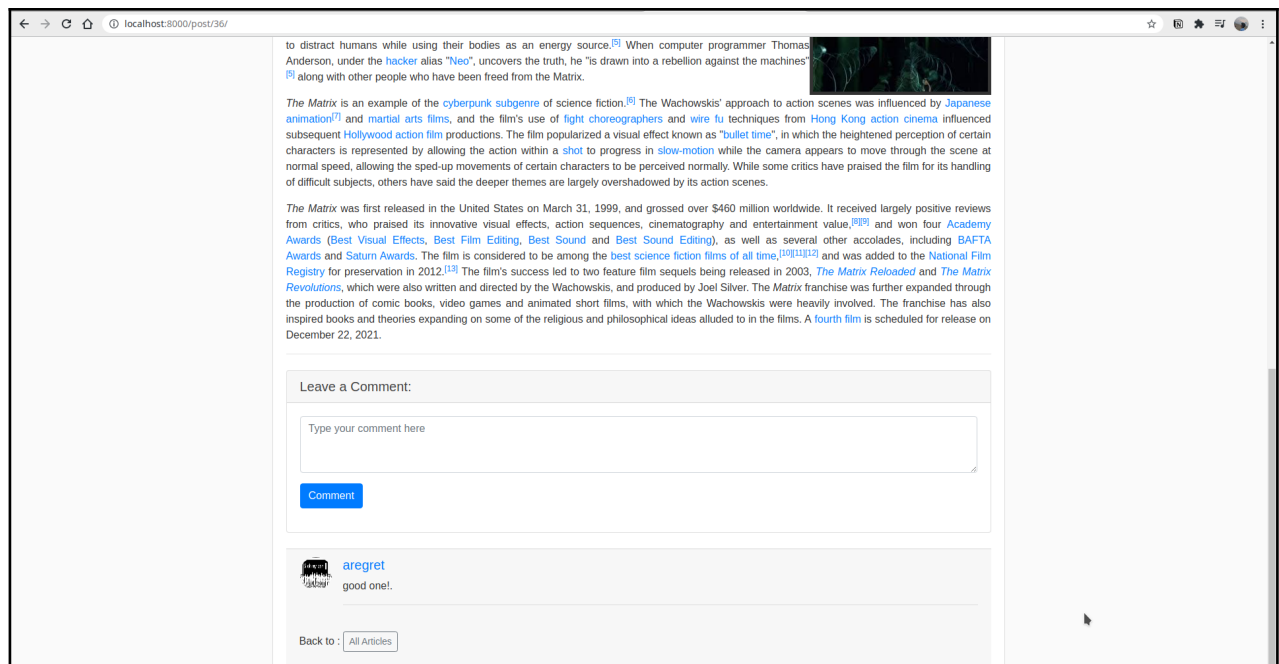 localhost:8000/post/36/
to distract humans while using their bodies as an energy source.[5] When computer programmer Thomas
Anderson, under the hacker alias "Neo", uncovers the truth, he "is drawn into a rebellion against the machines"
[5] along with other people who have been freed from the Matrix.
The Matrix is an example of the cyberpunk subgenre of science fiction.[6] The Wachowskis' approach to action scenes was influenced by Japanese
animation[7] and martial arts films, and the film's use of fight choreographers and wire fu techniques from Hong Kong action cinema influenced
subsequent Hollywood action film productions. The film popularized a visual effect known as "bullet time", in which the heightened perception of certain
characters is represented by allowing the action within a shot to progress in slow-motion while the camera appears to move through the scene at
normal speed, allowing the sped-up movements of certain characters to be perceived normally. While some critics have praised the film for its handling
of difficult subjects, others have said the deeper themes are largely overshadowed by its action scenes.
The Matrix was first released in the United States on March 31, 1999, and grossed over $460 million worldwide. It received largely positive reviews
from critics, who praised its innovative visual effects, action sequences, cinematography and entertainment value,[8][9] and won four Academy
Awards (Best Visual Effects, Best Film Editing, Best Sound and Best Sound Editing), as well as several other accolades, including BAFTA
Awards and Saturn Awards. The film is considered to be among the best science fiction films of all time,[10][11][12] and was added to the National Film
Registry for preservation in 2012.[13] The film's success led to two feature film sequels being released in 2003, The Matrix Reloaded and The Matrix
Revolutions, which were also written and directed by the Wachowskis, and produced by Joel Silver. The Matrix franchise was further expanded through
the production of comic books, video games and animated short films, with which the Wachowskis were heavily involved. The franchise has also
inspired books and theories expanding on some of the religious and philosophical ideas alluded to in the films. A fourth film is scheduled for release on
December 22, 2021.
Leave a Comment:
Type your comment here
Comment
aregret
good one!.
Back to : All Articles